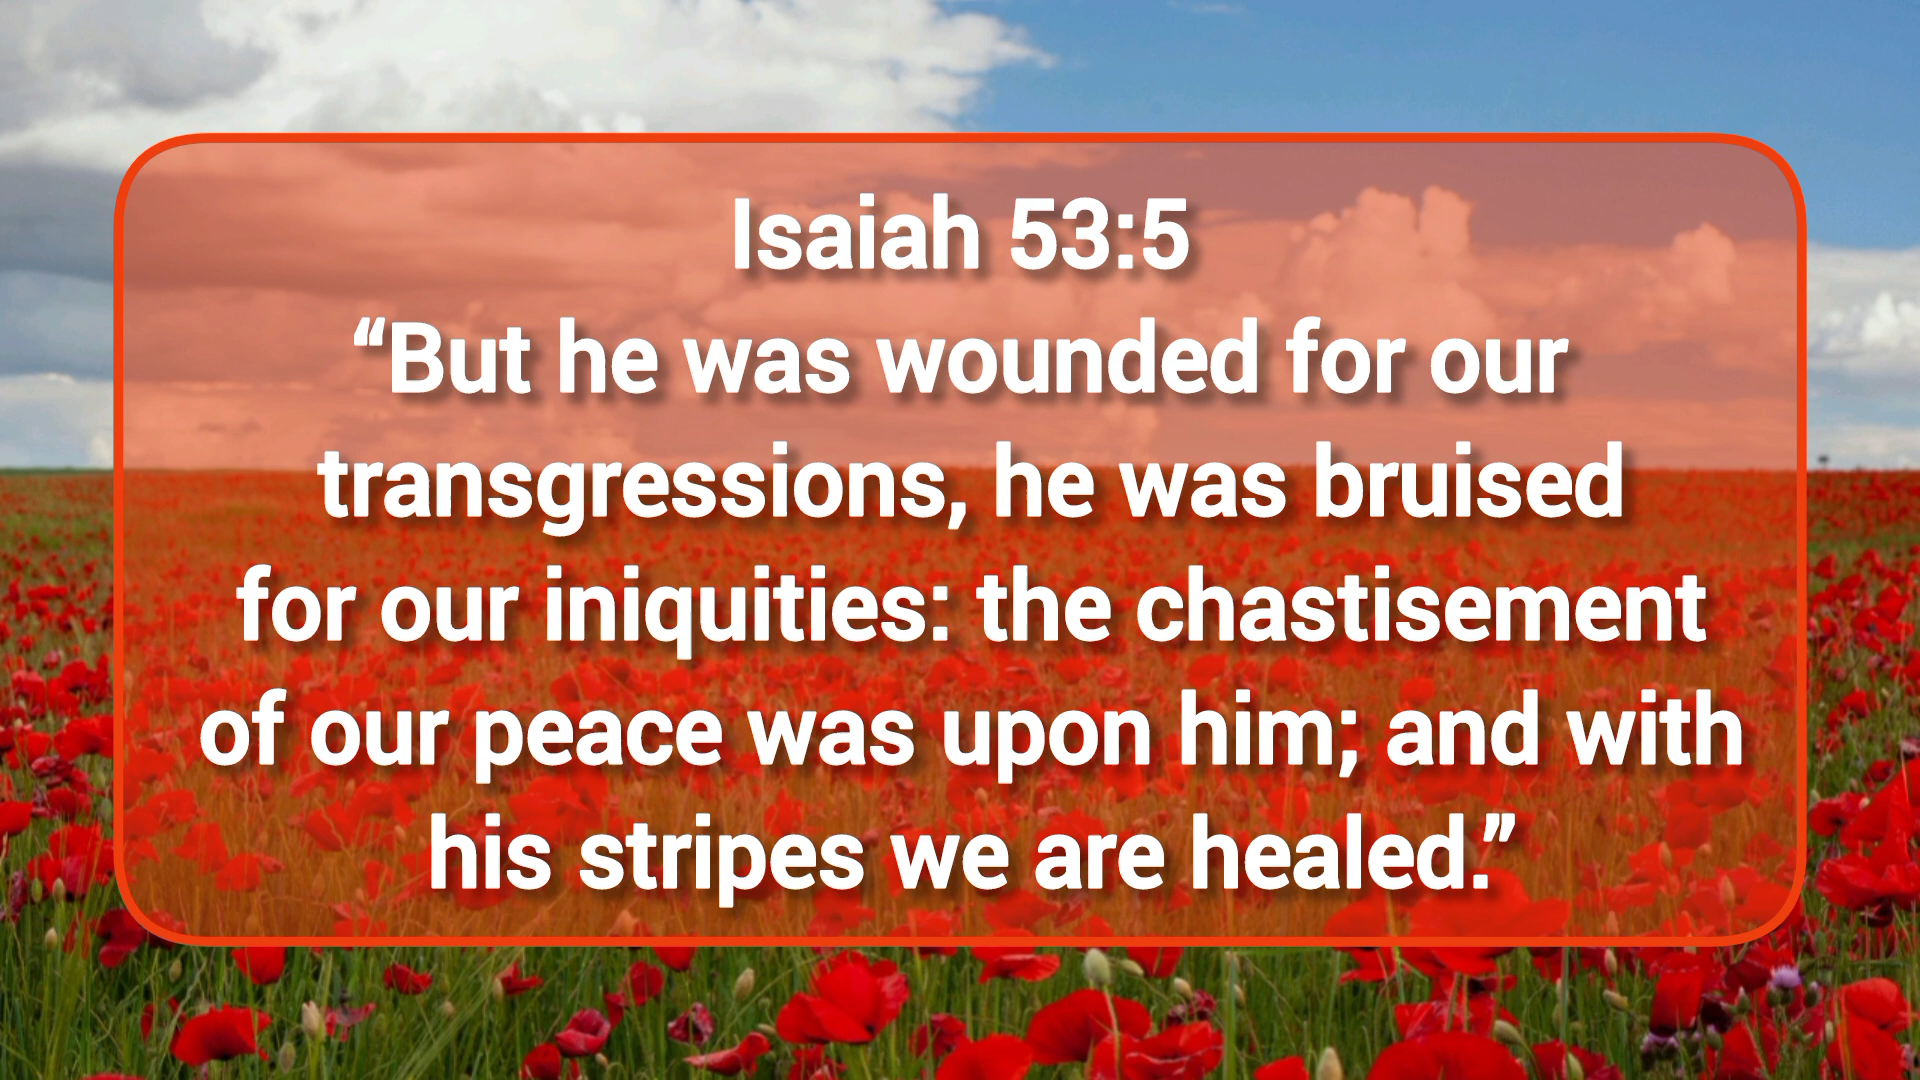 Isaiah 53:5
“But he was wounded for our
transgressions, he was bruised
for our iniquities: the chastisement
of our peace was upon him; and with
his stripes we are healed.”